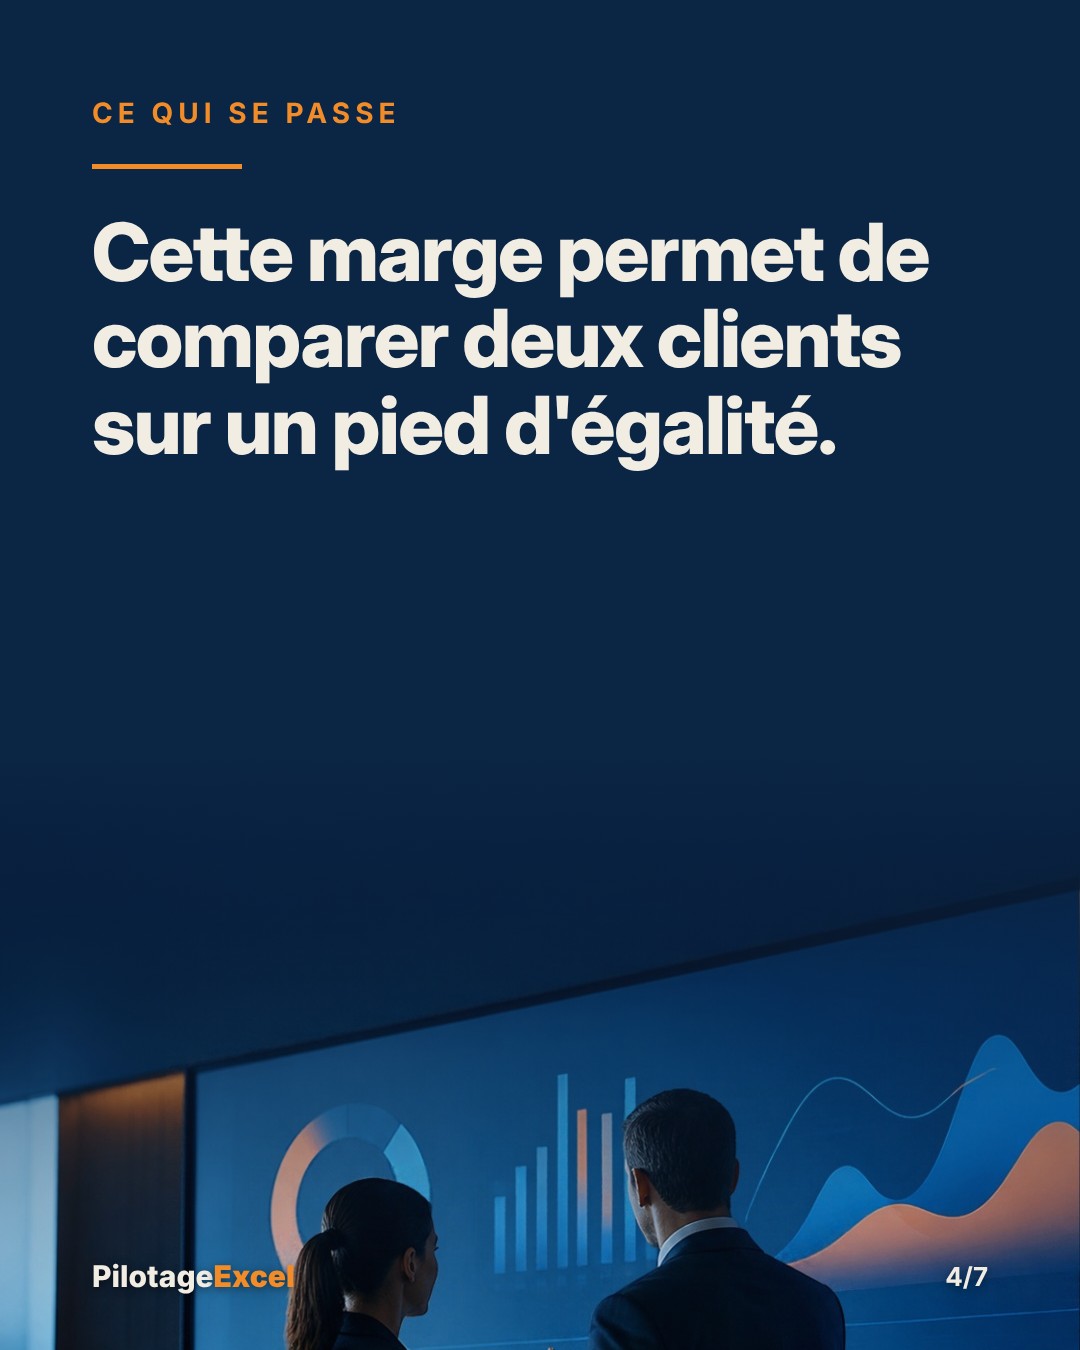 CE QUI SE PASSE
Cette marge permet de
comparer deux clients
sur un pied d'égalité.
PilotageExcel
4/7